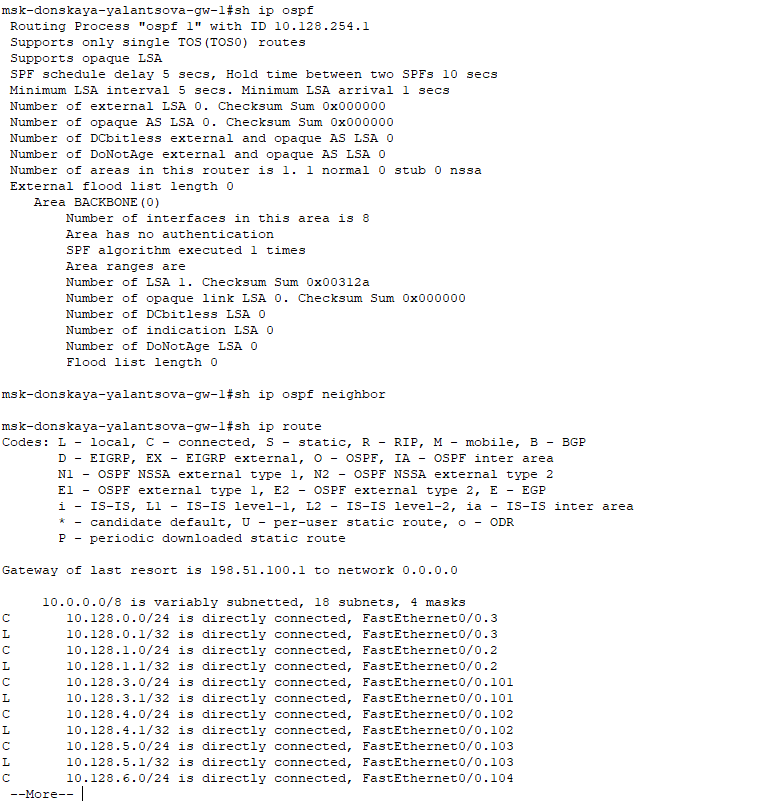 msk-donskaya-yalantsova-gw-1#sh ip ospf
Routing Process "ospf 1" with ID 10.128.254.1
Supports only single TOS(TOS0) routes
Supports opaque LSA
SPF schedule delay 5 secs, Hold time between two SPFs 10 secs
Minimum LSA interval 5 secs. Minimum LSA arrival 1 secs
Number of external LSA 0. Checksum Sum 0x000000
Number of opaque AS LSA 0. Checksum Sum 0x000000
Number of DCbitless external and opaque AS LSA 0
Number of DoNotAge external and opaque AS LSA 0
Number of areas in this router is 1. 1 normal 0 stub 0 nssa
External flood list length 0
Area BACKBONE(0)
Number of interfaces in this area is 8
Area has no authentication
SPF algorithm executed 1 times
Area ranges are
Number of LSA 1. Checksum Sum 0x00312a
Number of opaque link LSA 0. Checksum Sum 0x000000
Number of DCbitless LSA 0
Number of indication LSA 0
Number of DoNotAge LSA 0
Flood list length 0
msk-donskaya-yalantsova-gw-1#sh ip ospf neighbor
msk-donskaya-yalantsova-gw-1#sh ip route
Codes: L - local, C - connected, S - static, R - RIP, M - mobile, B - BGP
D - EIGRP, EX - EIGRP external, O - OSPF, IA - OSPF inter area
N1 - OSPF NSSA external type 1, N2 - OSPF NSSA external type 2
E1 - OSPF external type 1, E2 - OSPF external type 2, E - EGP
i - IS-IS, L1 - IS-IS level-1, L2 - IS-IS level-2, ia - IS-IS inter area
* - candidate default, U - per-user static route, o - ODR
P - periodic downloaded static route
Gateway of last resort is 198.51.100.1 to network 0.0.0.0
10.0.0.0/8 is variably subnetted, 18 subnets, 4 masks
C 10.128.0.0/24 is directly connected, FastEthernet0/0.3
L 10.128.0.1/32 is directly connected, FastEthernet0/0.3
C 10.128.1.0/24 is directly connected, FastEthernet0/0.2
L 10.128.1.1/32 is directly connected, FastEthernet0/0.2
C 10.128.3.0/24 is directly connected, FastEthernet0/0.101
L 10.128.3.1/32 is directly connected, FastEthernet0/0.101
C 10.128.4.0/24 is directly connected, FastEthernet0/0.102
L 10.128.4.1/32 is directly connected, FastEthernet0/0.102
C 10.128.5.0/24 is directly connected, FastEthernet0/0.103
L 10.128.5.1/32 is directly connected, FastEthernet0/0.103
C 10.128.6.0/24 is directly connected, FastEthernet0/0.104
--More--